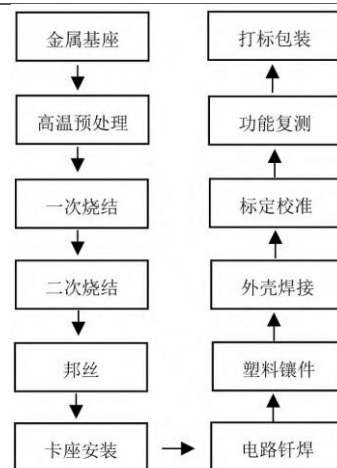 金属基座
高温预处理
一次烧结
二次烧结
邦丝
卡座安装
电路钎焊
塑料镶件
外壳焊接
标定校准
功能复测
打标包装